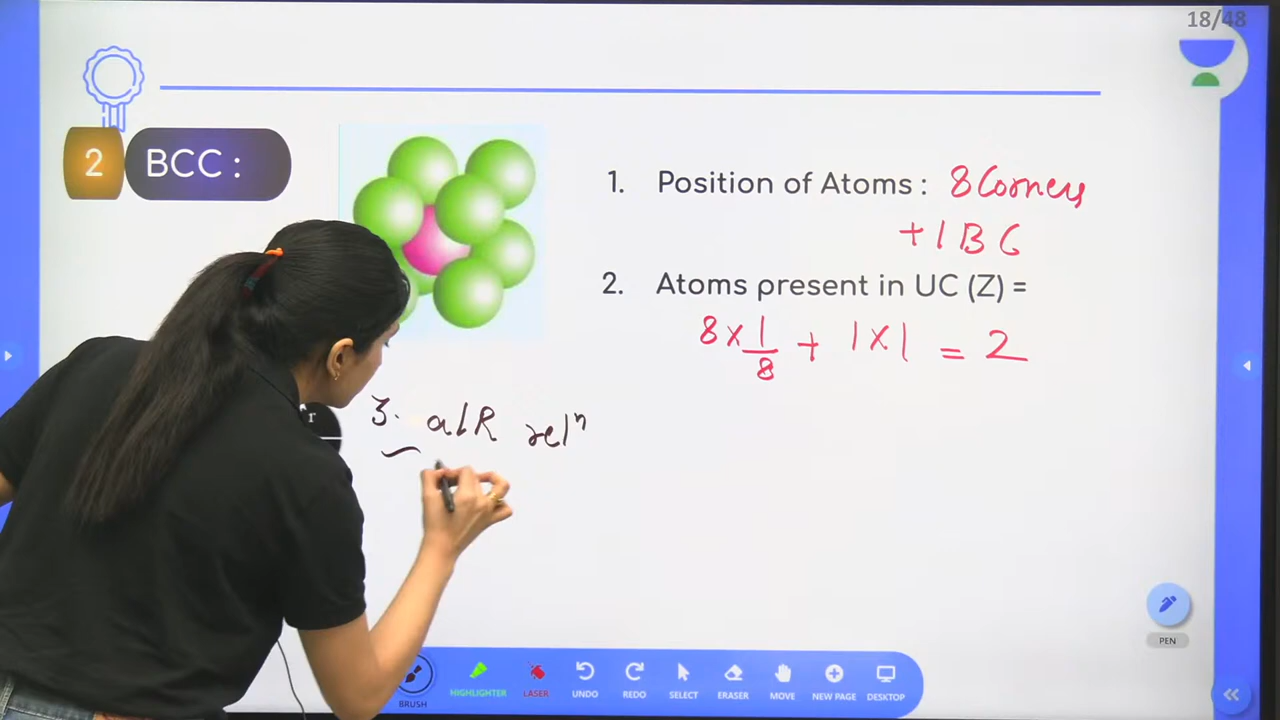 18/48
2 BCC :
1. Position of Atoms : 8 Corners
+ 1 BC
2. Atoms present in UC (Z) =
8 × 1/8 + 1 × 1 = 2
3. a/R relⁿ
r
PEN
BRUSH HIGHLIGHTER LASER UNDO REDO SELECT ERASER MOVE NEW PAGE DESKTOP